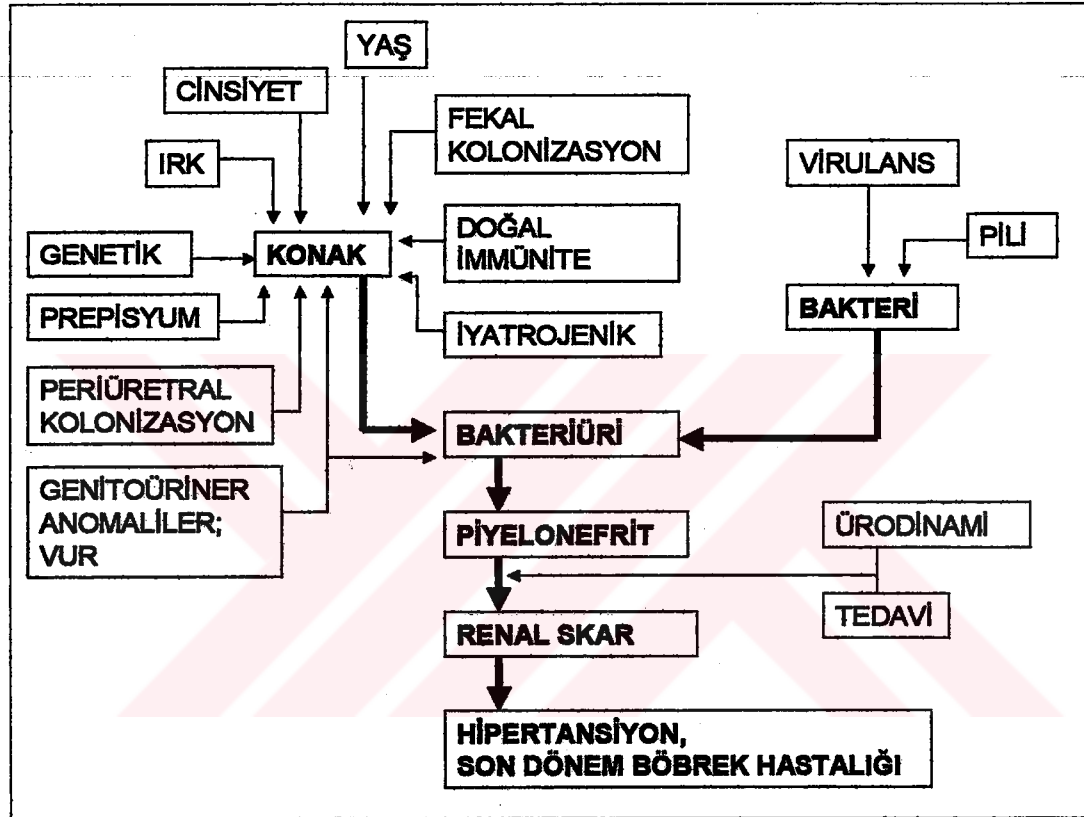 YAŞ
CİNSİYET
FEKAL
KOLONİZASYON
IRK
VİRULANS
GENETİK
KONAK
DOĞAL
İMMÜNİTE
PİLİ
PREPİSYUM
İYATROJENİK
BAKTERİ
PERİÜRETRAL
KOLONİZASYON
BAKTERİÜRİ
GENİTOÜRİNER
ANOMALİLER;
VUR
PİYELONEFRİT
ÜRODİNAMİ
TEDAVİ
RENAL SKAR
HİPERTANSİYON,
SON DÖNEM BÖBREK HASTALIĞI